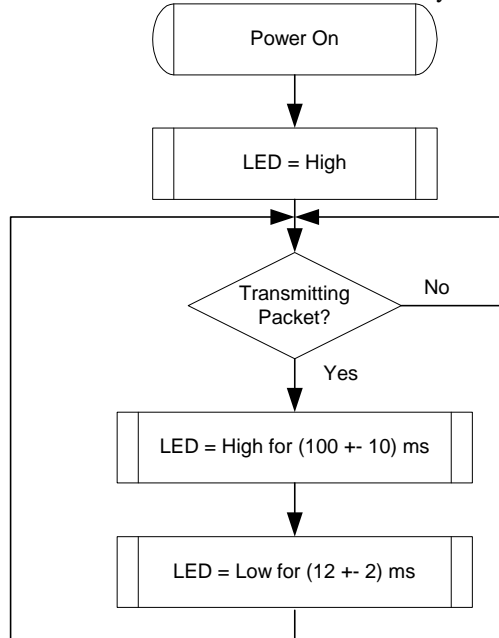 Power On
LED = High
Transmitting
Packet?
No
Yes
LED = High for (100 +- 10) ms
LED = Low for (12 +- 2) ms